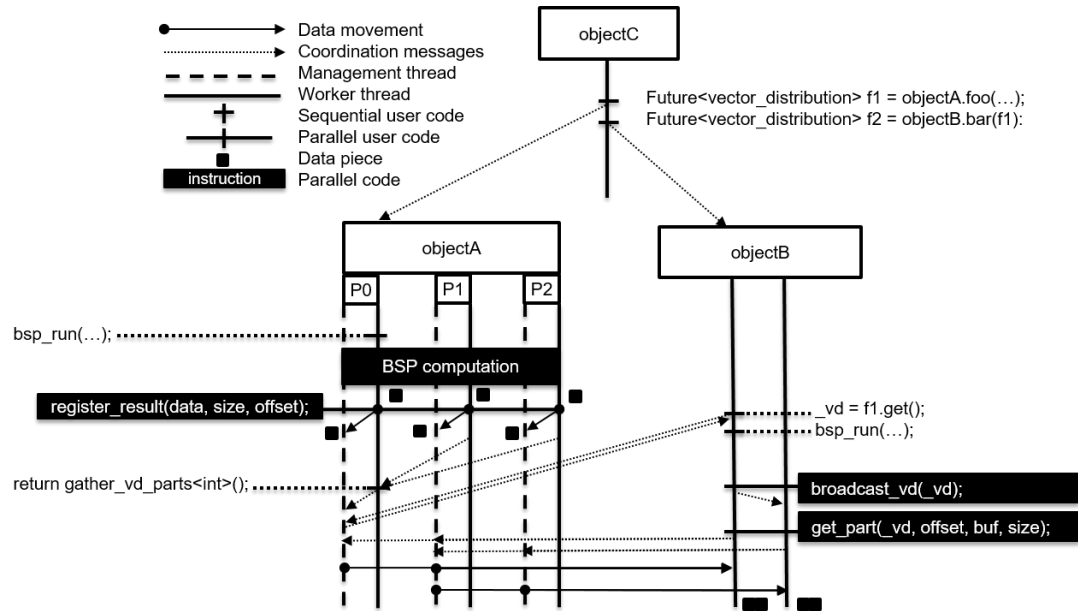 Data movement
Coordination messages
Management thread
Worker thread
Sequential user code
Parallel user code
Data piece
instruction Parallel code
objectC
Future<vector_distribution> f1 = objectA.foo(…);
Future<vector_distribution> f2 = objectB.bar(f1):
objectA
objectB
P0 P1 P2
bsp_run(…);
BSP computation
register_result(data, size, offset);
_vd = f1.get();
bsp_run(…);
return gather_vd_parts<int>();
broadcast_vd(_vd);
get_part(_vd, offset, buf, size);